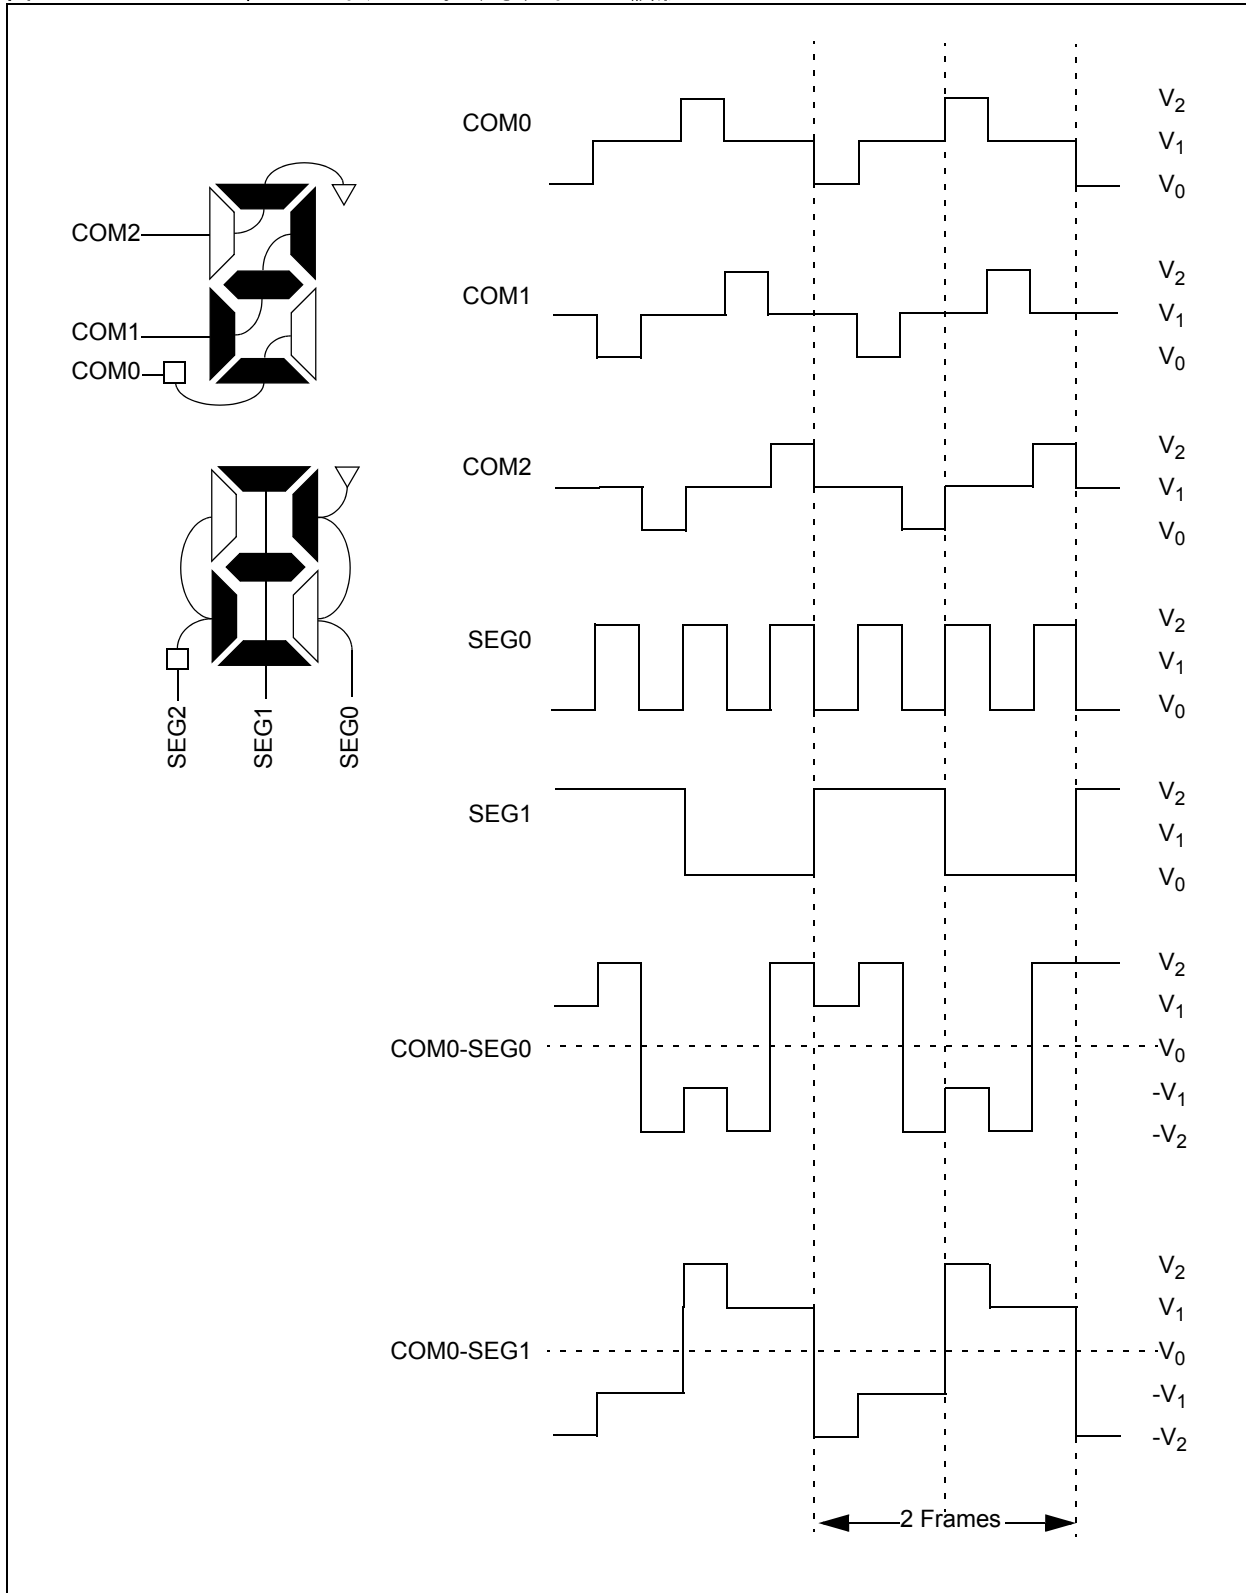 COM0
V2
V1
V0
COM2
COM1
COM0
COM1
V2
V1
V0
COM2
V2
V1
V0
SEG2
SEG1
SEG0
SEG0
V2
V1
V0
SEG1
V2
V1
V0
COM0-SEG0
V2
V1
V0
-V1
-V2
COM0-SEG1
V2
V1
V0
-V1
-V2
2 Frames